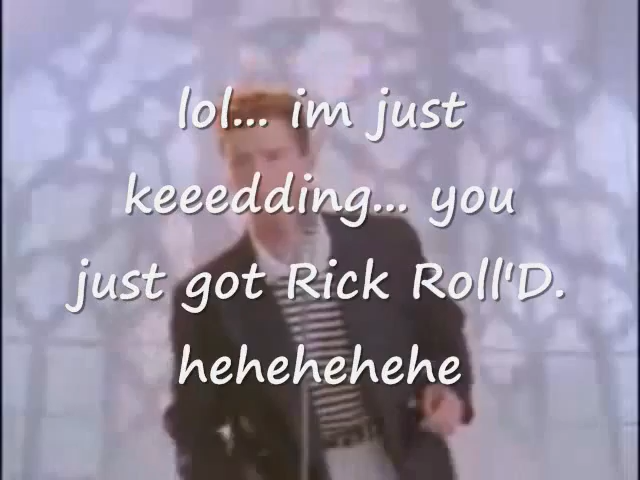 lol... im just
keeedding... you
just got Rick Roll'D.
hehehehehe